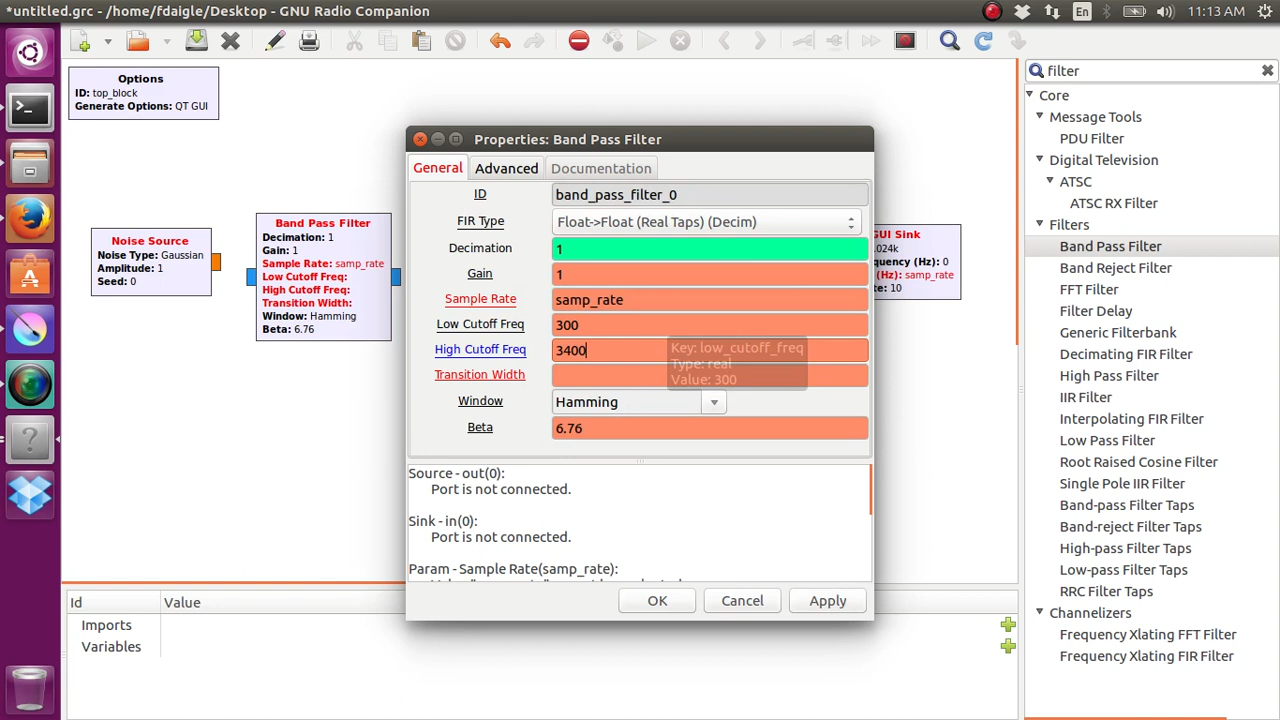 *untitled.grc - /home/fdaigle/Desktop - GNU Radio Companion
En
11:13 AM
Options
ID: top_block
Generate Options: QT GUI
Noise Source
Noise Type: Gaussian
Amplitude: 1
Seed: 0
Band Pass Filter
Decimation: 1
Gain: 1
Sample Rate: samp_rate
Low Cutoff Freq:
High Cutoff Freq:
Transition Width:
Window: Hamming
Beta: 6.76
Properties: Band Pass Filter
General
Advanced
Documentation
ID
band_pass_filter_0
FIR Type
Float->Float (Real Taps) (Decim)
Decimation
1
Gain
1
Sample Rate
samp_rate
Low Cutoff Freq
300
High Cutoff Freq
3400
Transition Width
Key: low_cutoff_freq
Type: real
Value: 300
Window
Hamming
Beta
6.76
Source - out(0):
Port is not connected.
Sink - in(0):
Port is not connected.
Param - Sample Rate(samp_rate):
OK
Cancel
Apply
GUI Sink
1.024k
(Hz): samp_rate
Id
Value
Imports
Variables
filter
Core
Message Tools
PDU Filter
Digital Television
ATSC
ATSC RX Filter
Filters
Band Pass Filter
Band Reject Filter
FFT Filter
Filter Delay
Generic Filterbank
Decimating FIR Filter
High Pass Filter
IIR Filter
Interpolating FIR Filter
Low Pass Filter
Root Raised Cosine Filter
Single Pole IIR Filter
Band-pass Filter Taps
Band-reject Filter Taps
High-pass Filter Taps
Low-pass Filter Taps
RRC Filter Taps
Channelizers
Frequency Xlating FFT Filter
Frequency Xlating FIR Filter